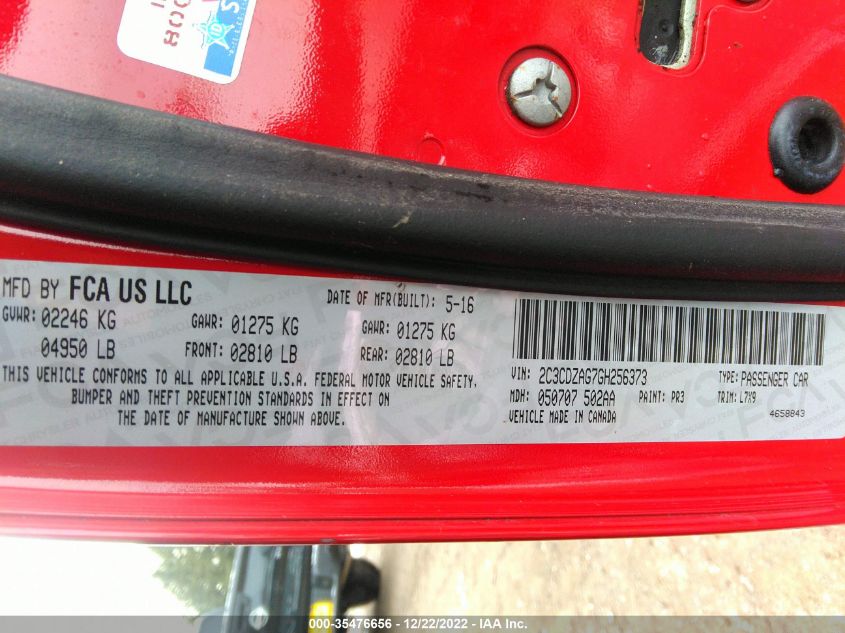 800
ID
MFD BY FCA US LLC
DATE OF MFR(BUILT): 5-16
GVWR: 02246 KG GAWR: 01275 KG GAWR: 01275 KG
04950 LB FRONT: 02810 LB REAR: 02810 LB
THIS VEHICLE CONFORMS TO ALL APPLICABLE U.S.A. FEDERAL MOTOR VEHICLE SAFETY,
BUMPER AND THEFT PREVENTION STANDARDS IN EFFECT ON
THE DATE OF MANUFACTURE SHOWN ABOVE.
VIN: 2C3CDZAG7GH256373 TYPE: PASSENGER CAR
MDH: 050707 502AA PAINT: PR3 TRIM: L7X9
VEHICLE MADE IN CANADA 4658843
000-35476656 - 12/22/2022 - IAA Inc.